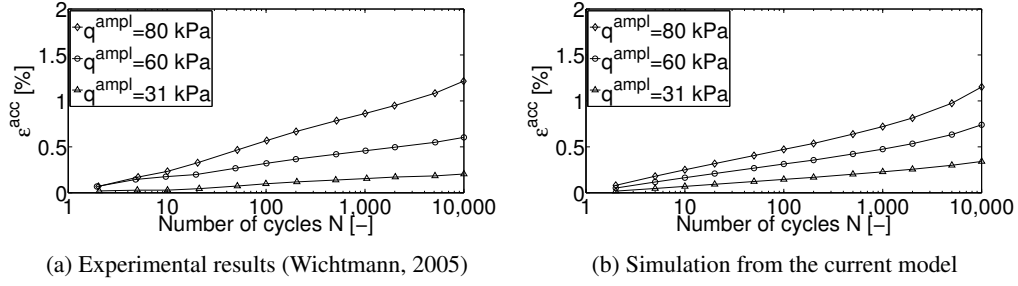 2
1.5
1
0.5
0
ε^acc [%]
q^ampl=80 kPa
q^ampl=60 kPa
q^ampl=31 kPa
1 10 100 1,000 10,000
Number of cycles N [−]
(a) Experimental results (Wichtmann, 2005)
2
1.5
1
0.5
0
ε^acc [%]
q^ampl=80 kPa
q^ampl=60 kPa
q^ampl=31 kPa
1 10 100 1,000 10,000
Number of cycles N [−]
(b) Simulation from the current model